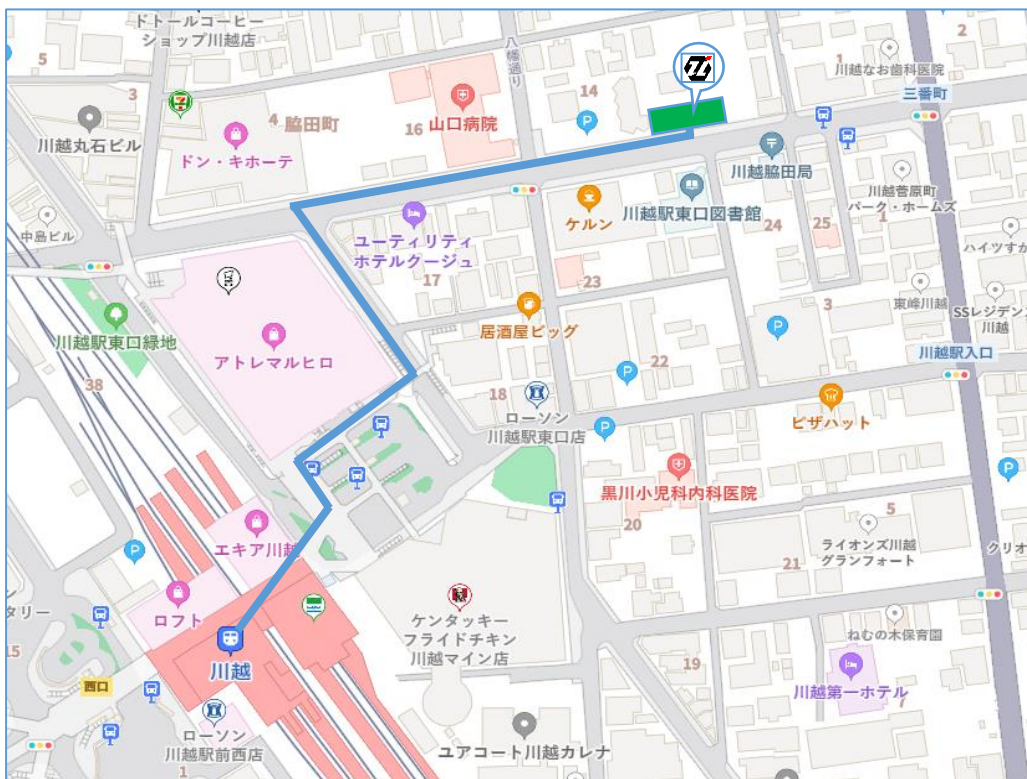 ドトールコーヒー
ショップ川越店
5
3
川越丸石ビル
4
脇田町
ドン・キホーテ
16
山口病院
八幡通り
14
P
1
川越なお歯科医院
2
三番町
川越脇田局
川越駅東口図書館
川越菅原町
パーク・ホームズ
1
中島ビル
ユーティリティ
ホテルクージュ
17
ケルン
23
24
25
ハイツすか
東峰川越
SSレジデンス
川越
3
川越駅東口緑地
38
アトレマルヒロ
居酒屋ビッグ
22
P
P
川越駅入口
18
ローソン
川越駅東口店
P
ピザハット
黒川小児科内科医院
20
P
エキア川越
P
ロフト
タリー
15
川越
西口
ローソン
川越駅前西店
1
ケンタッキー
フライドチキン
川越マイン店
ユアコート川越カレナ
5
ライオンズ川越
グランフォート
21
クリオ
ねむの木保育園
19
川越第一ホテル
7